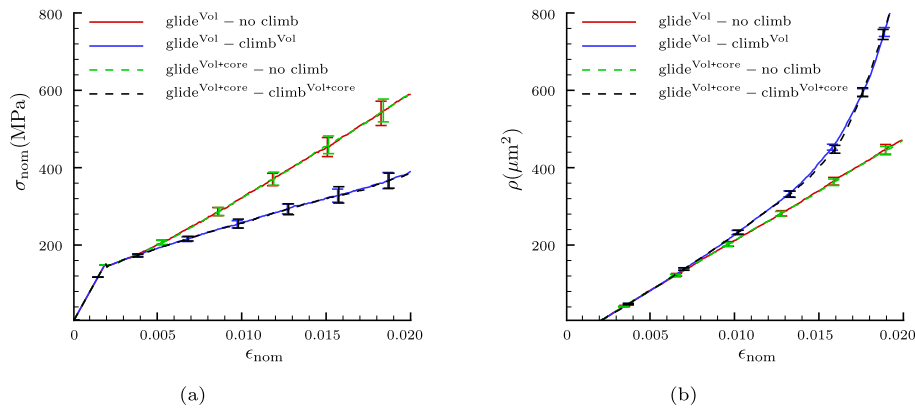 glide^Vol − no climb
glide^Vol − climb^Vol
glide^Vol+core − no climb
glide^Vol+core − climb^Vol+core
800
600
400
200
σ_nom(MPa)
0 0.005 0.010 0.015 0.020
ϵ_nom
(a)
glide^Vol − no climb
glide^Vol − climb^Vol
glide^Vol+core − no climb
glide^Vol+core − climb^Vol+core
800
600
400
200
ρ(μm²)
0 0.005 0.010 0.015 0.020
ϵ_nom
(b)